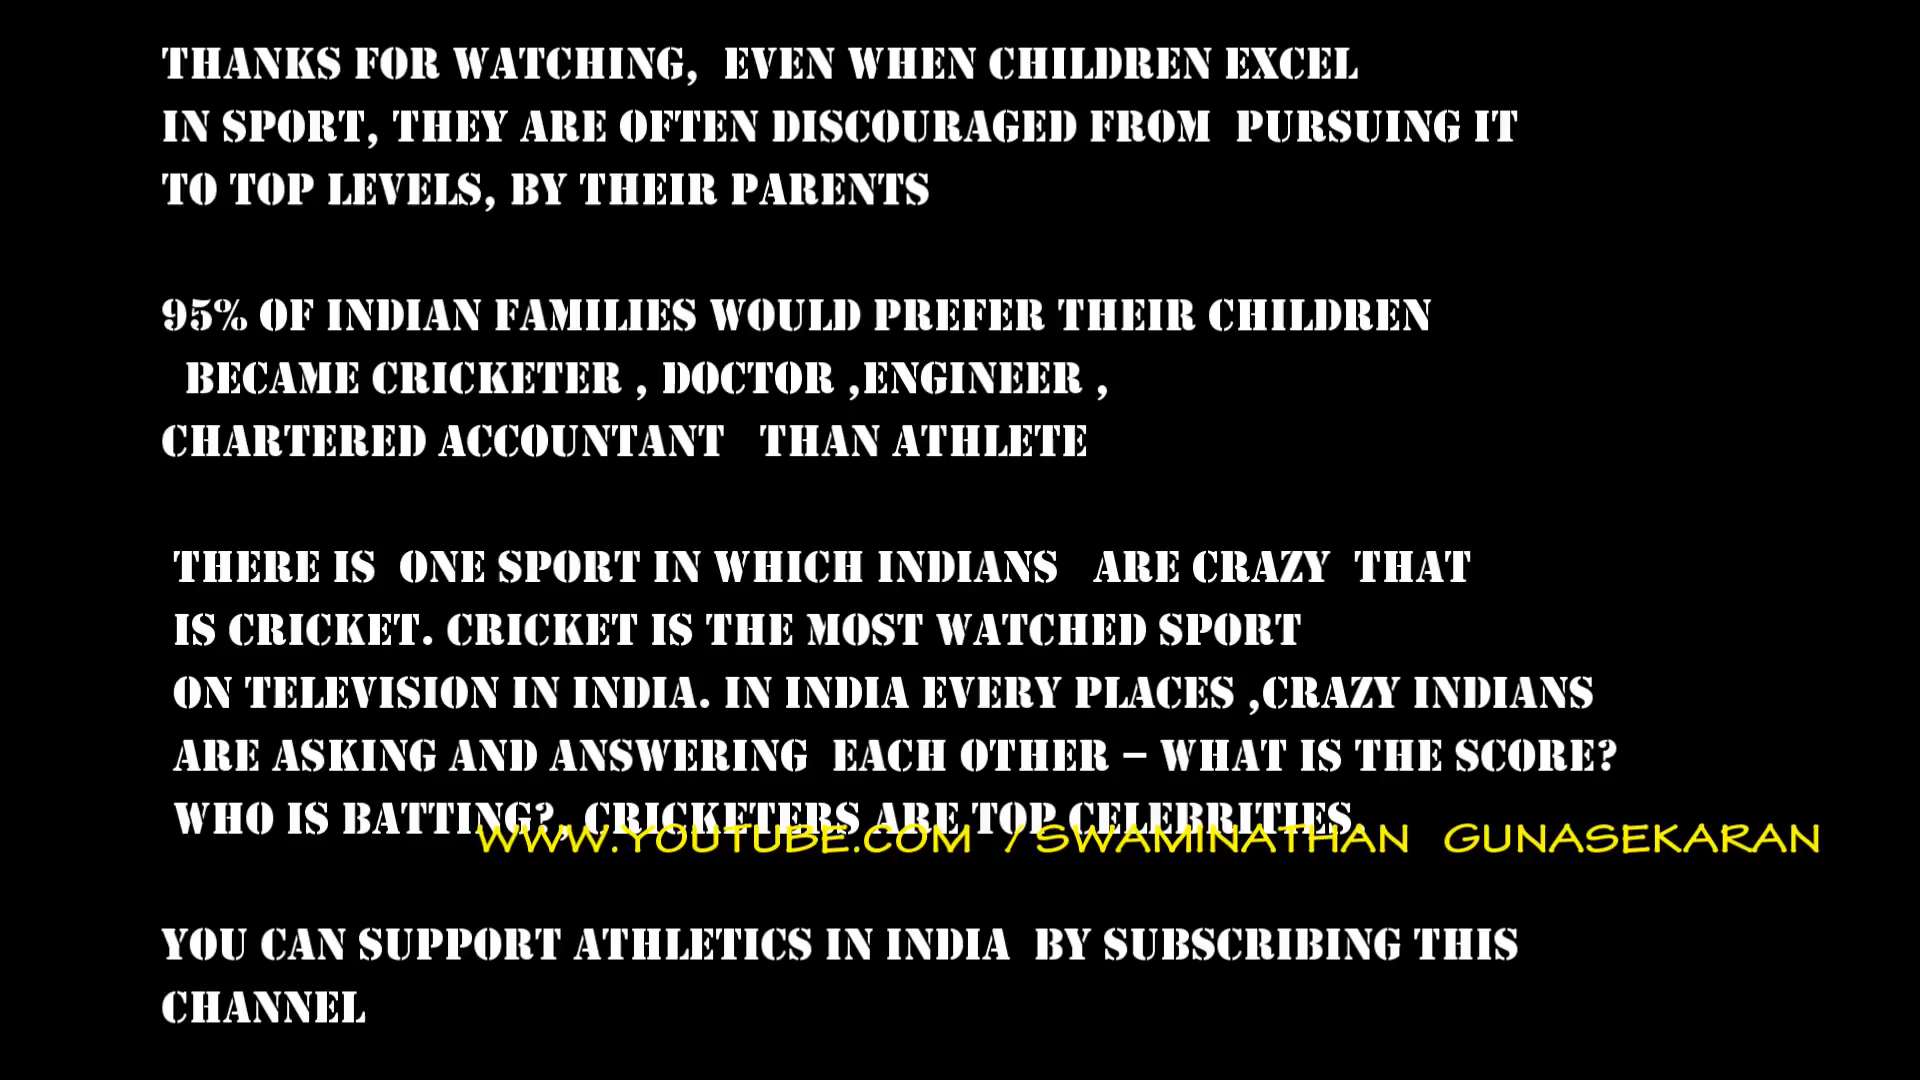 THANKS FOR WATCHING,  EVEN WHEN CHILDREN EXCEL
IN SPORT, THEY ARE OFTEN DISCOURAGED FROM  PURSUING IT
TO TOP LEVELS, BY THEIR PARENTS
95% OF INDIAN FAMILIES WOULD PREFER THEIR CHILDREN
BECAME CRICKETER , DOCTOR ,ENGINEER ,
CHARTERED ACCOUNTANT   THAN ATHLETE
THERE IS  ONE SPORT IN WHICH INDIANS   ARE CRAZY  THAT
IS CRICKET. CRICKET IS THE MOST WATCHED SPORT
ON TELEVISION IN INDIA. IN INDIA EVERY PLACES ,CRAZY INDIANS
ARE ASKING AND ANSWERING  EACH OTHER – WHAT IS THE SCORE?
WHO IS BATTING?, CRICKETERS ARE TOP CELEBRITIES.
WWW.YOUTUBE.COM  /SWAMINATHAN  GUNASEKARAN
YOU CAN SUPPORT ATHLETICS IN INDIA  BY SUBSCRIBING THIS
CHANNEL